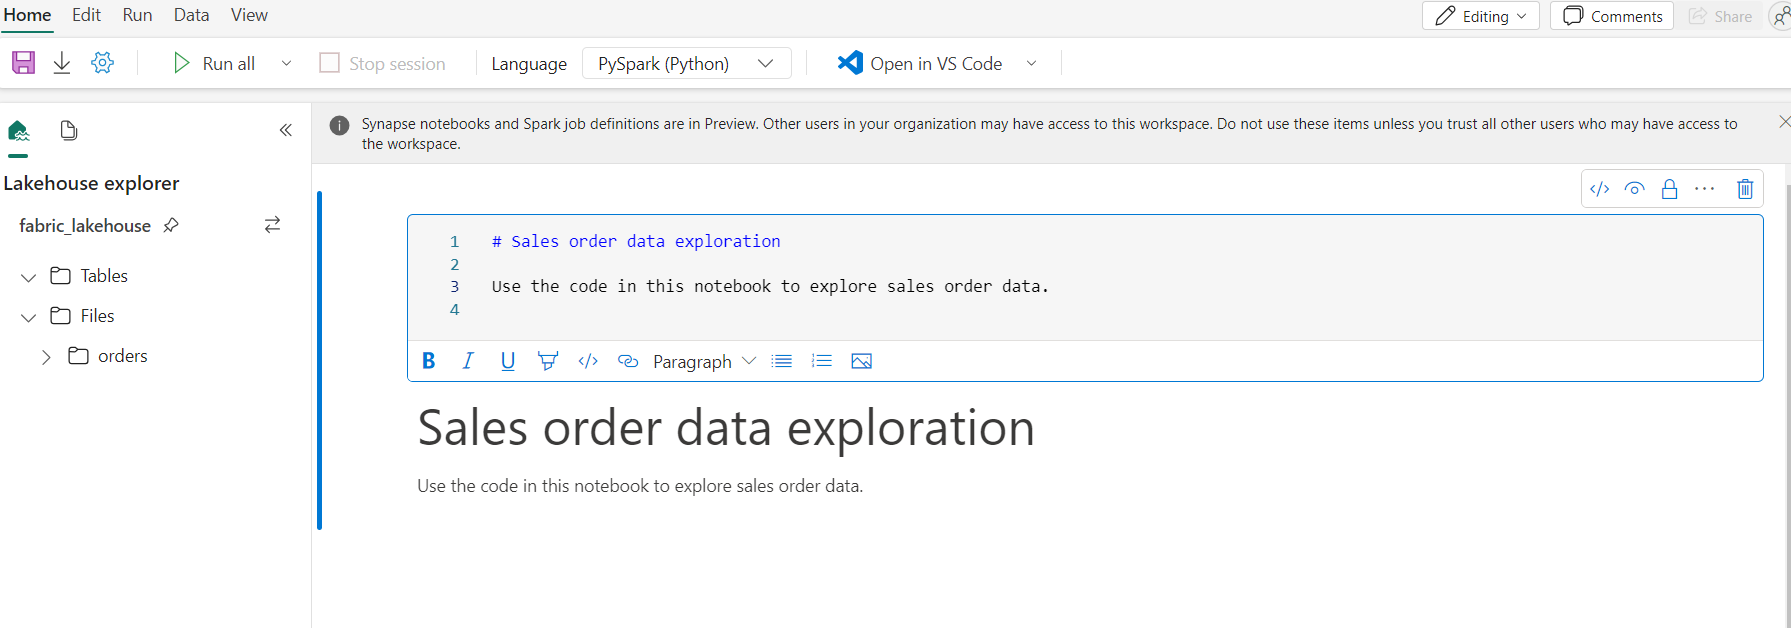 Home Edit Run Data View Editing Comments Share
Run all Stop session Language PySpark (Python) Open in VS Code
Synapse notebooks and Spark job definitions are in Preview. Other users in your organization may have access to this workspace. Do not use these items unless you trust all other users who may have access to
the workspace.
Lakehouse explorer
fabric_lakehouse
Tables
Files
orders
1 # Sales order data exploration
2
3 Use the code in this notebook to explore sales order data.
4
B I U </> Paragraph
Sales order data exploration
Use the code in this notebook to explore sales order data.